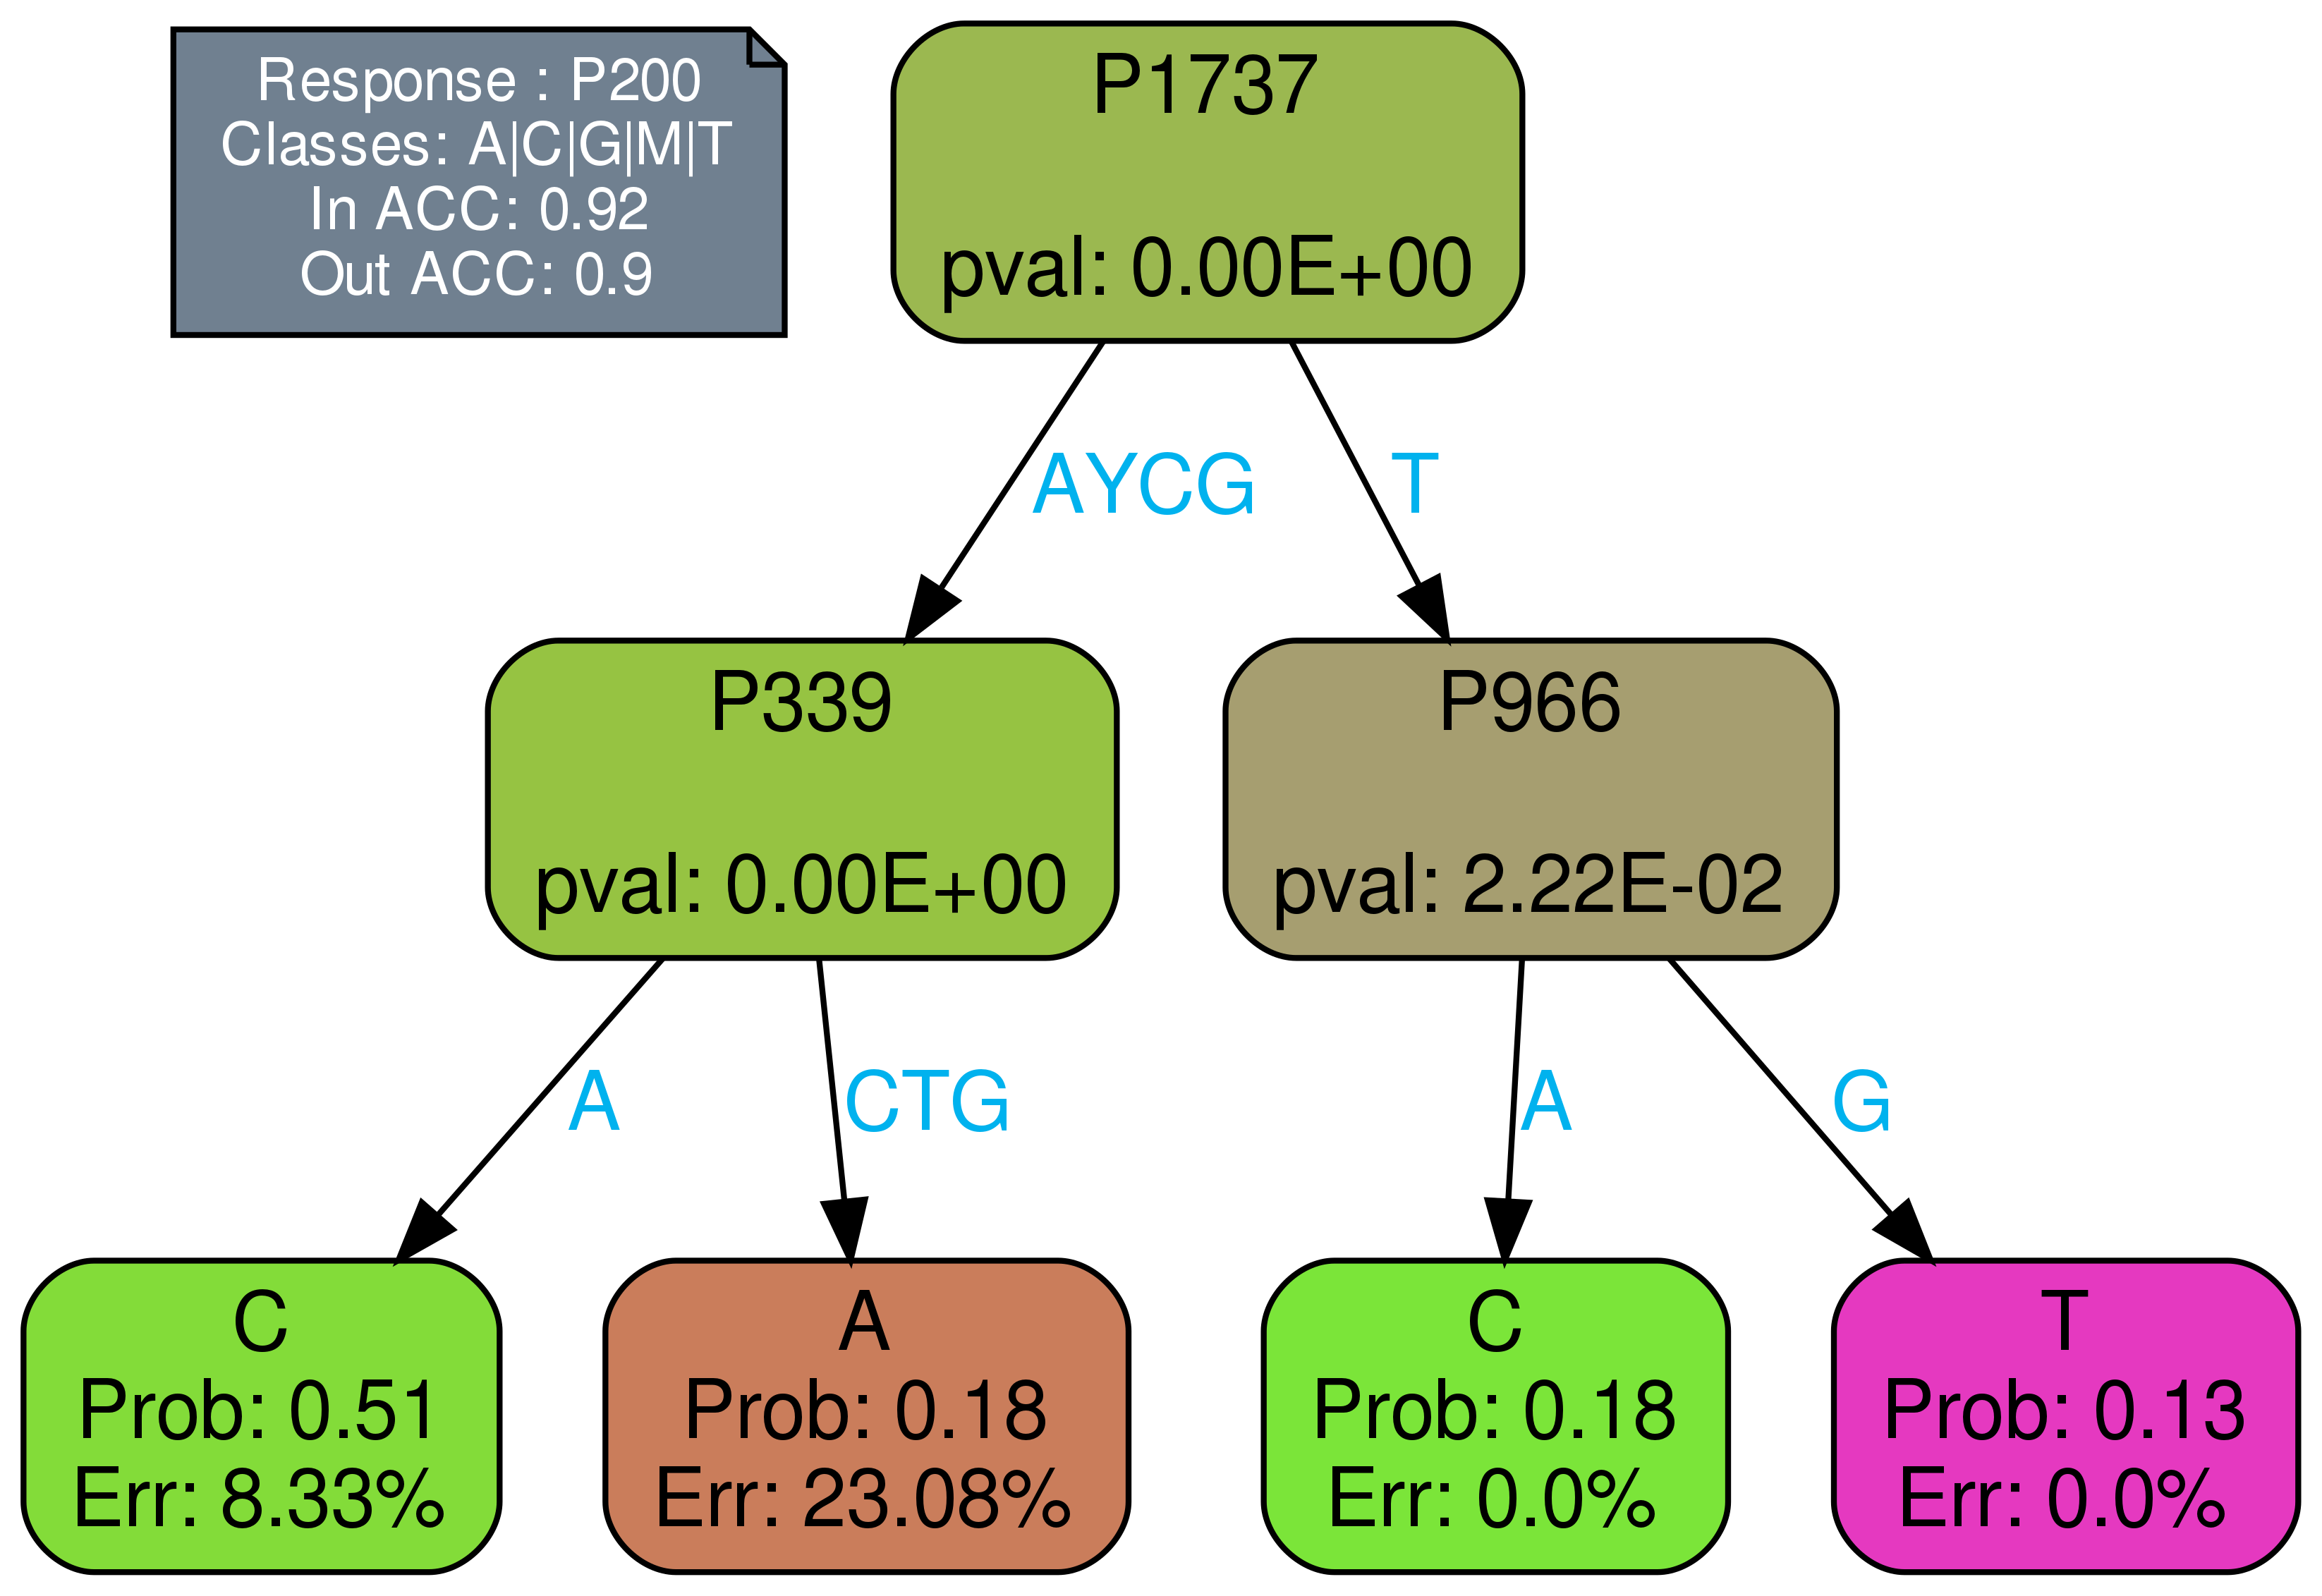 Response : P200
Classes: A|C|G|M|T
In ACC: 0.92
Out ACC: 0.9
P1737
pval: 0.00E+00
AYCG
T
P339
pval: 0.00E+00
P966
pval: 2.22E-02
A
CTG
A
G
C
Prob: 0.51
Err: 8.33%
A
Prob: 0.18
Err: 23.08%
C
Prob: 0.18
Err: 0.0%
T
Prob: 0.13
Err: 0.0%